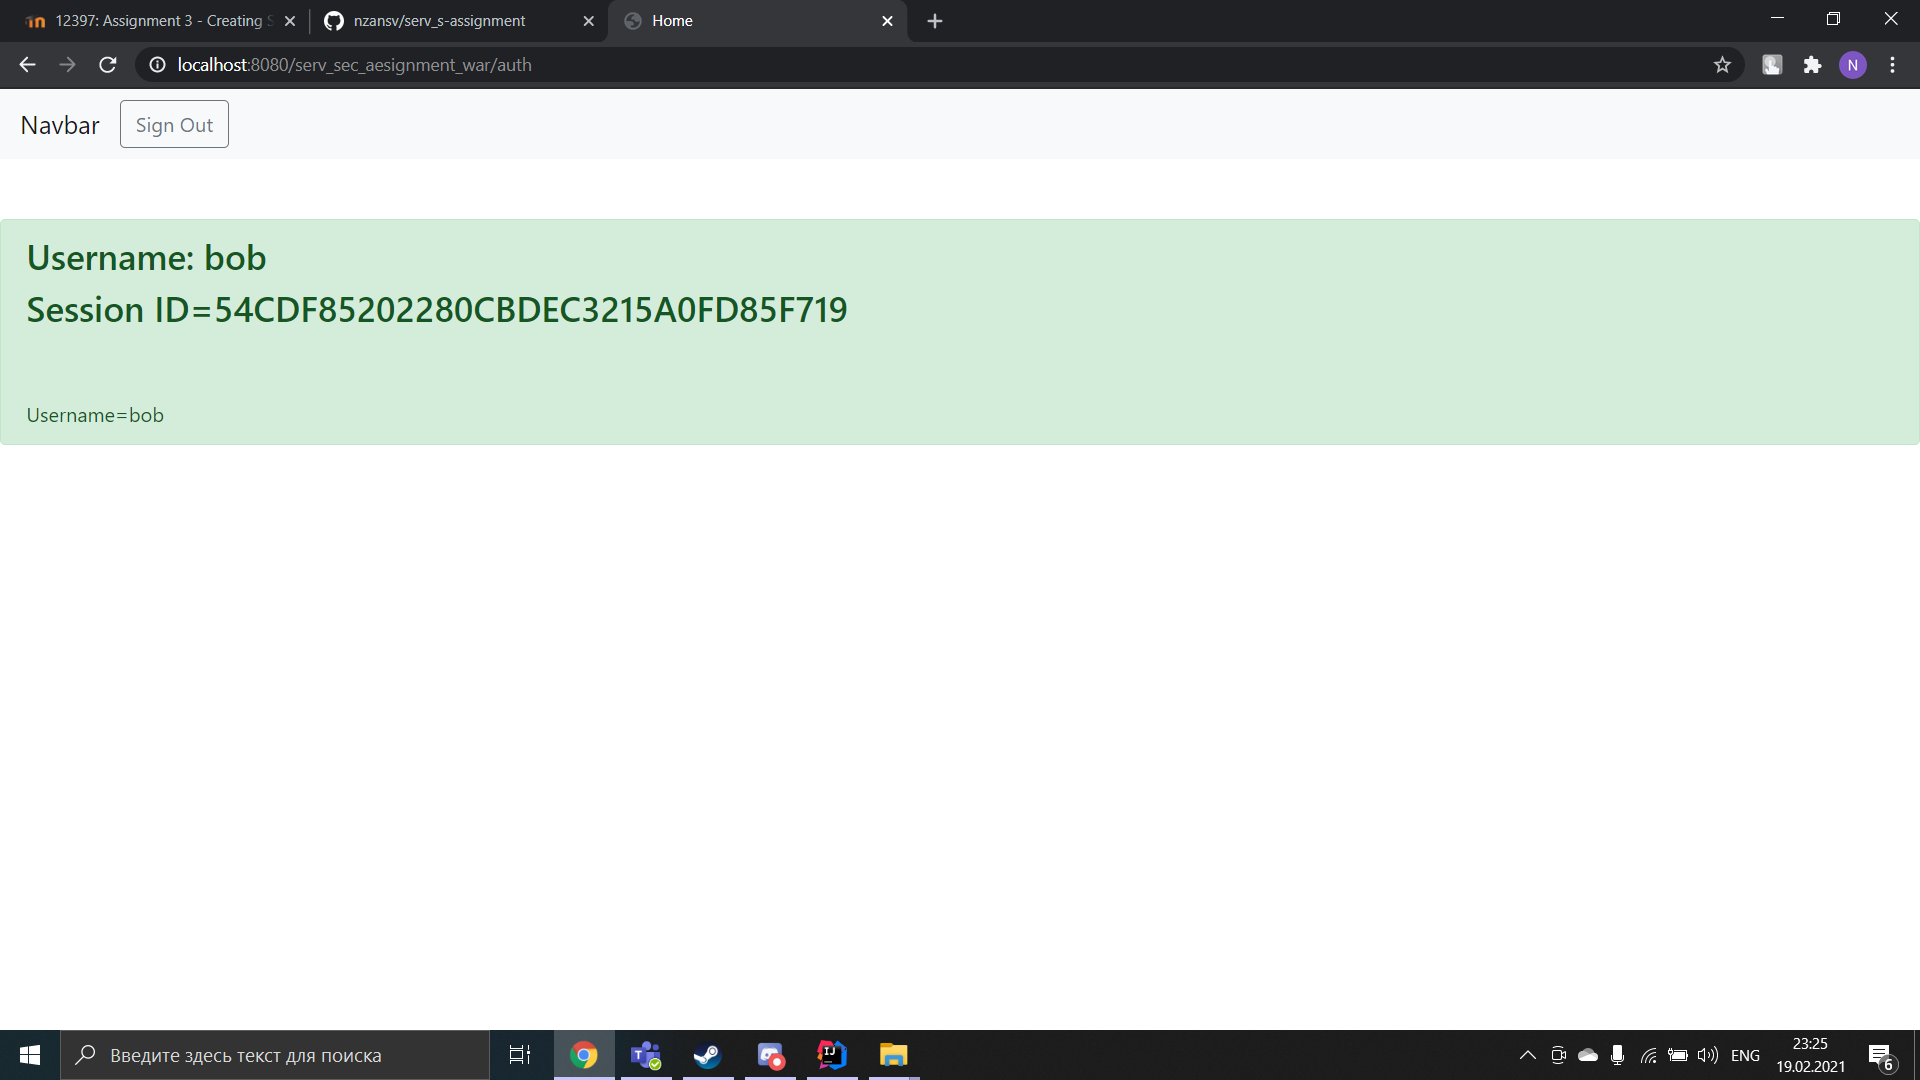 12397: Assignment 3 - Creating S
nzansv/serv_s-assignment
Home
localhost:8080/serv_sec_aesignment_war/auth
N
Navbar
Sign Out
Username: bob
Session ID=54CDF85202280CBDEC3215A0FD85F719
Username=bob
Введите здесь текст для поиска
ENG
23:25
19.02.2021
6